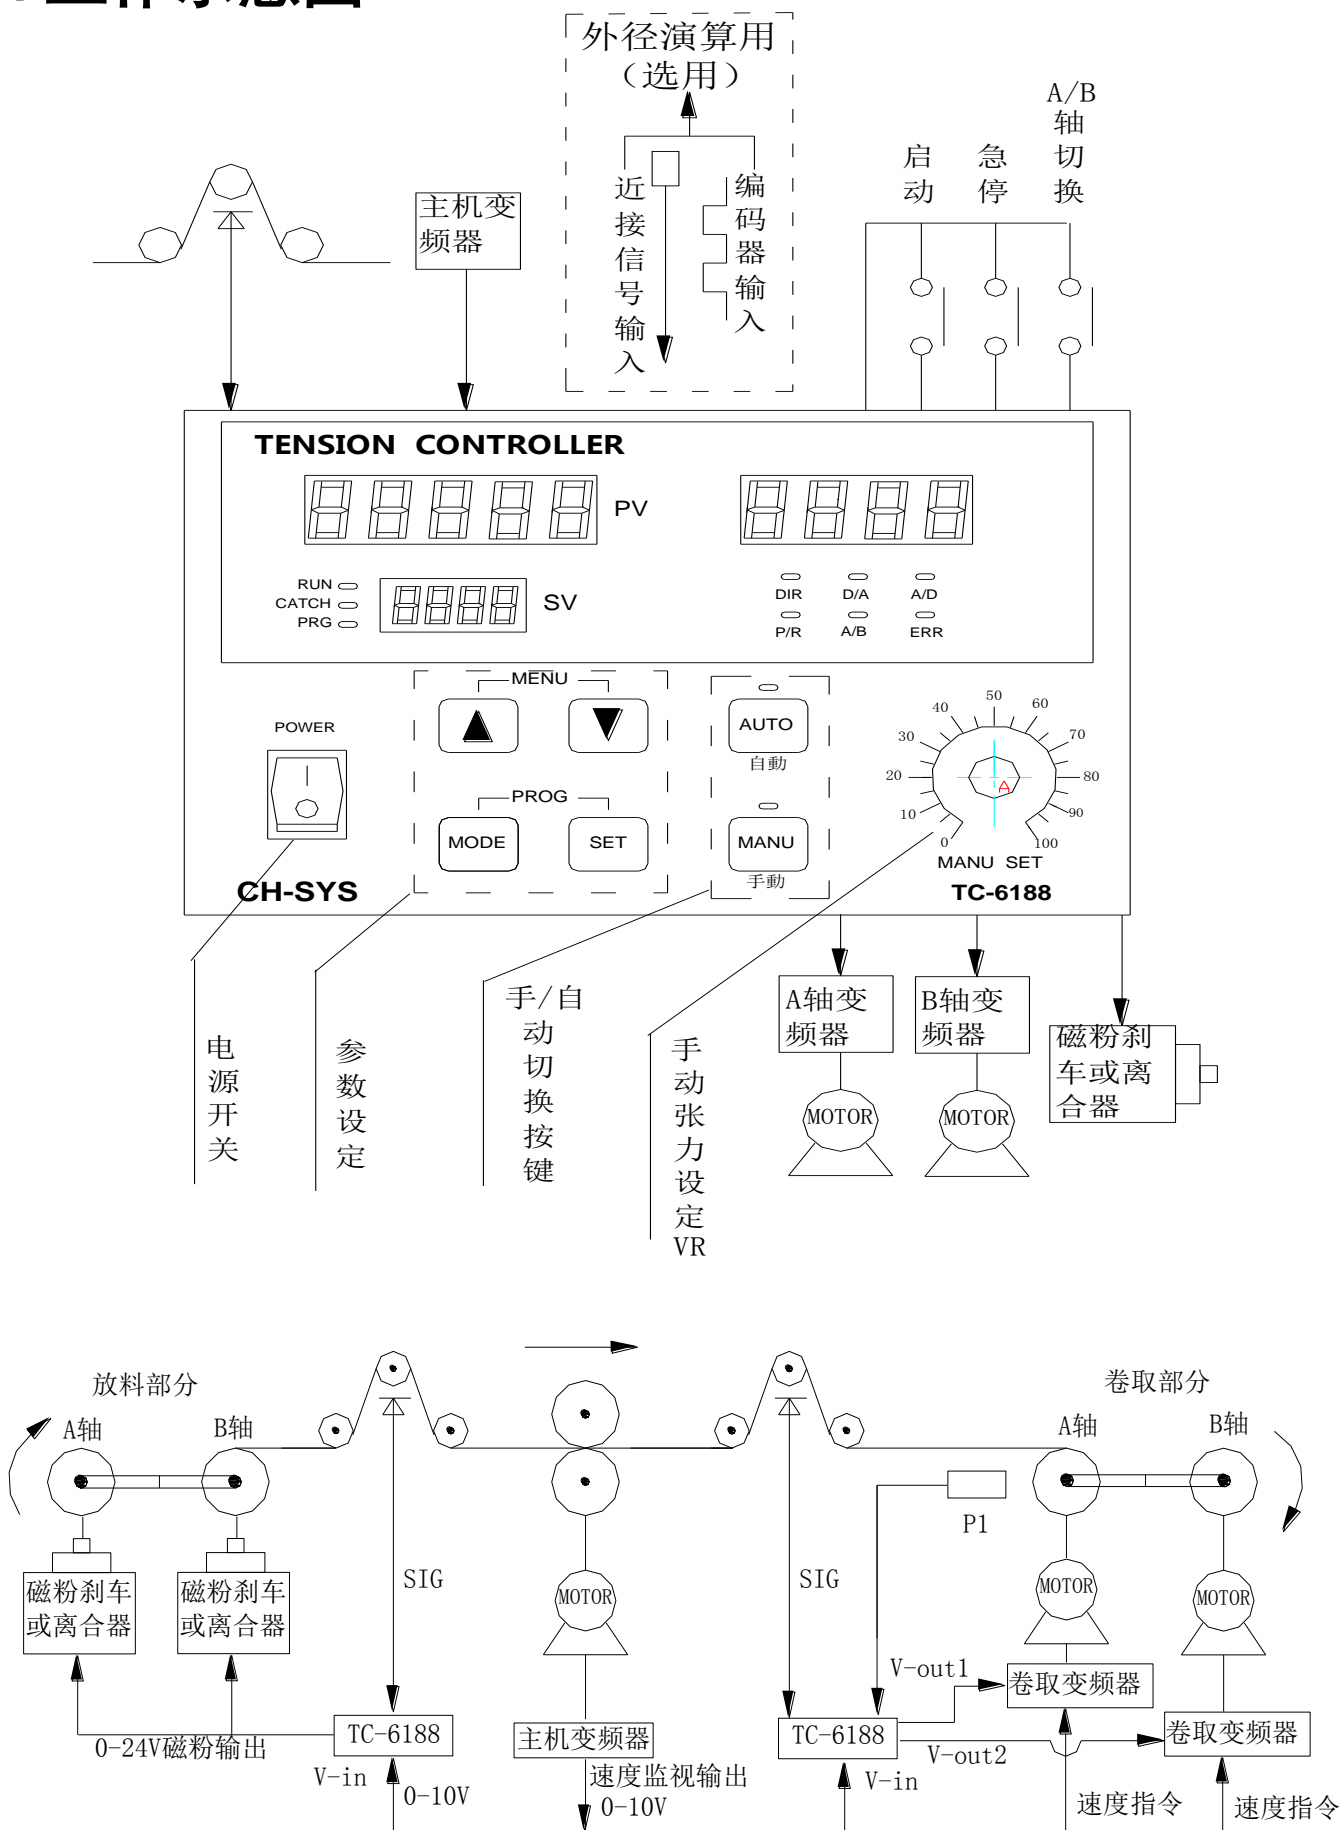 工作示意图
外径演算用
（选用）
近接信号输入
编码器输入
主机变
频器
启动
急停
A/B
轴切换
TENSION CONTROLLER
PV
RUN
CATCH
PRG
SV
DIR D/A A/D
P/R A/B ERR
MENU
POWER
AUTO
自動
PROG
MODE
SET
MANU
手動
0 10 20 30 40 50 60 70 80 90 100
A
MANU SET
CH-SYS
TC-6188
电源开关
参数设定
手/自
动切换按键
手动张力设定
VR
A轴变
频器
B轴变
频器
磁粉刹
车或离
合器
MOTOR
MOTOR
放料部分
卷取部分
A轴
B轴
A轴
B轴
P1
磁粉刹车
或离合器
磁粉刹车
或离合器
SIG
MOTOR
SIG
MOTOR
MOTOR
V-out1
卷取变频器
TC-6188
主机变频器
TC-6188
卷取变频器
0-24V磁粉输出
V-out2
V-in
0-10V
速度监视输出
0-10V
V-in
速度指令
速度指令